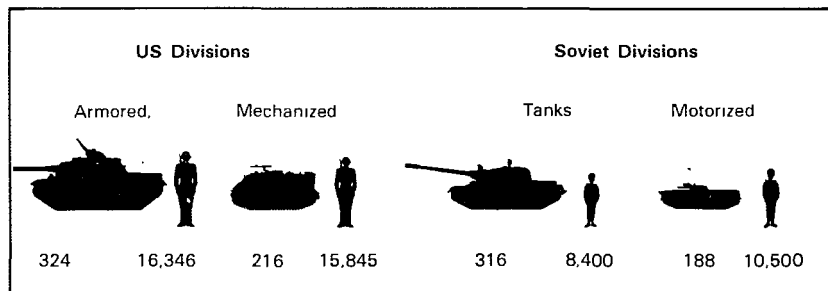 US Divisions Soviet Divisions
Armored, Mechanized Tanks Motorized
324 16,346 216 15,845 316 8,400 188 10,500